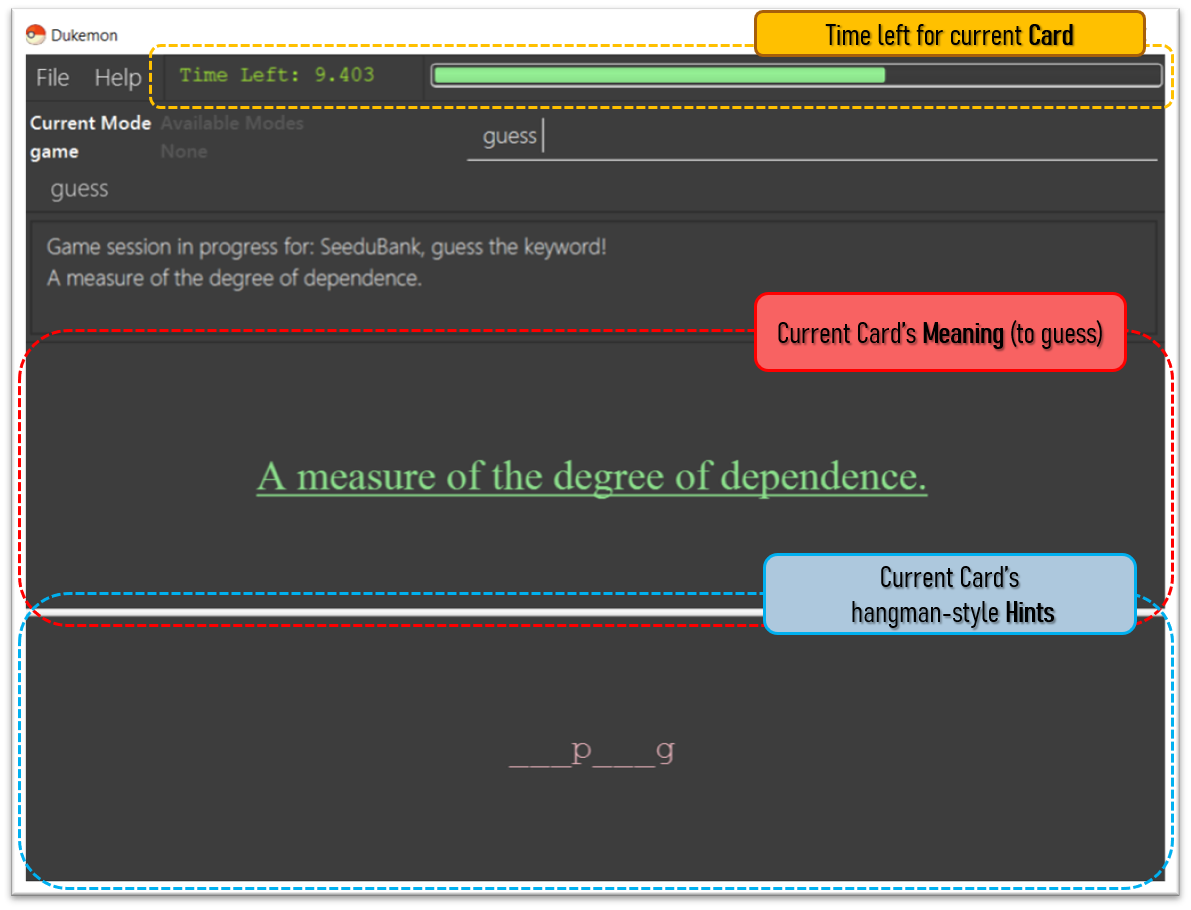 Dukemon
Time left for current Card
File Help Time Left: 9.403
Current Mode Available Modes
game None
guess
guess
Game session in progress for: SeeduBank, guess the keyword!
A measure of the degree of dependence.
Current Card's Meaning (to guess)
A measure of the degree of dependence.
Current Card's
hangman-style Hints
___p___g